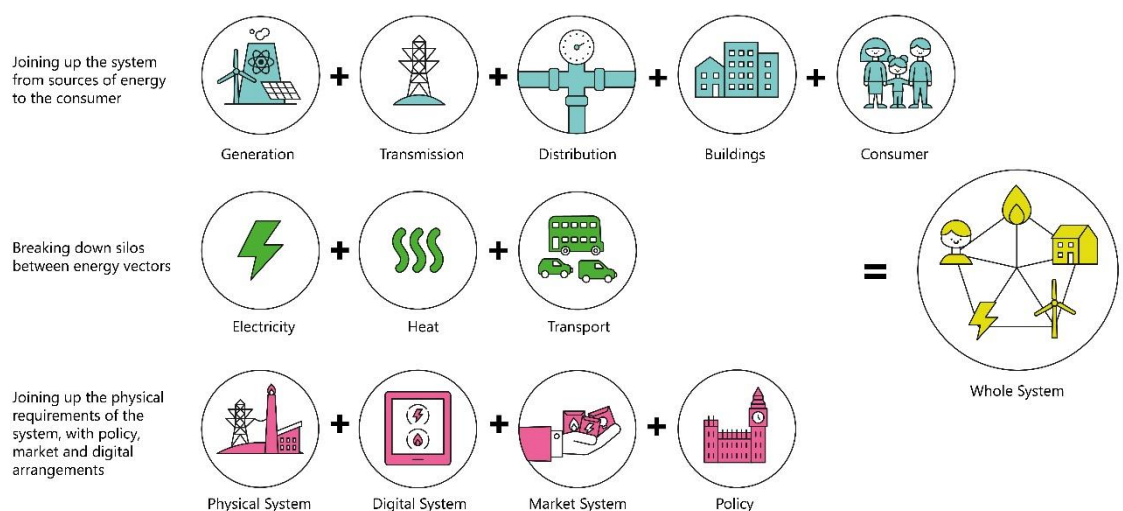 Joining up the system
from sources of energy
to the consumer
Generation
Transmission
Distribution
Buildings
Consumer
Breaking down silos
between energy vectors
Electricity
Heat
Transport
Joining up the physical
requirements of the
system, with policy,
market and digital
arrangements
Physical System
Digital System
Market System
Policy
=
Whole System